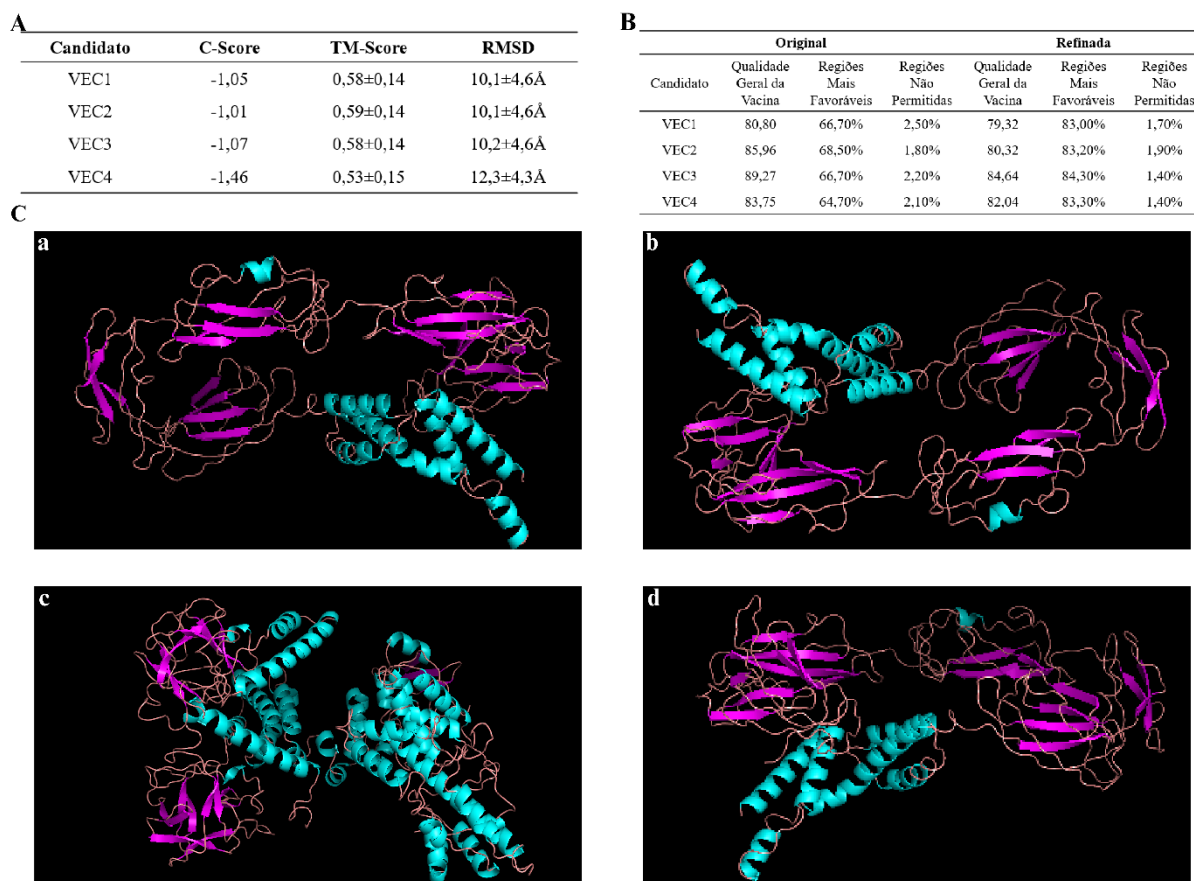 A
Candidato C-Score TM-Score RMSD
VEC1 -1,05 0,58±0,14 10,1±4,6Å
VEC2 -1,01 0,59±0,14 10,1±4,6Å
VEC3 -1,07 0,58±0,14 10,2±4,6Å
VEC4 -1,46 0,53±0,15 12,3±4,3Å
B
Original Refinada
Candidato Qualidade Geral da Vacina Regiões Mais Favoráveis Regiões Não Permitidas Qualidade Geral da Vacina Regiões Mais Favoráveis Regiões Não Permitidas
VEC1 80,80 66,70% 2,50% 79,32 83,00% 1,70%
VEC2 85,96 68,50% 1,80% 80,32 83,20% 1,90%
VEC3 89,27 66,70% 2,20% 84,64 84,30% 1,40%
VEC4 83,75 64,70% 2,10% 82,04 83,30% 1,40%
C
a
b
c
d